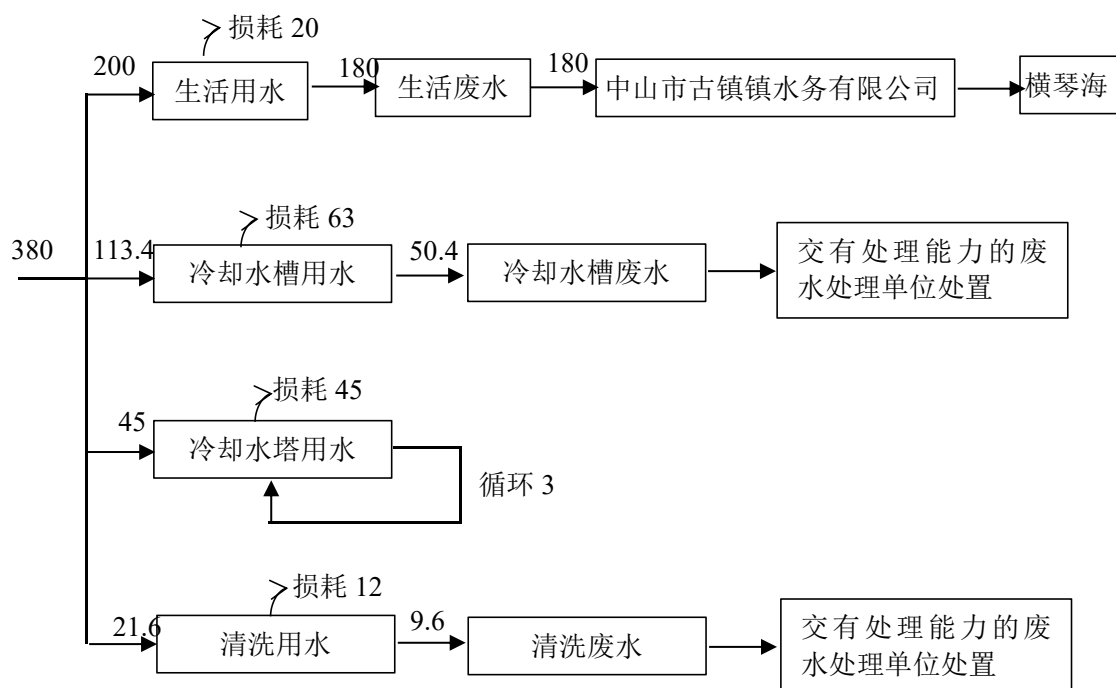 损耗 20
200
生活用水
180
生活废水
180
中山市古镇镇水务有限公司
横琴海
380
损耗 63
113.4
冷却水槽用水
50.4
冷却水槽废水
交有处理能力的废
水处理单位处置
损耗 45
45
冷却水塔用水
循环 3
损耗 12
21.6
清洗用水
9.6
清洗废水
交有处理能力的废
水处理单位处置